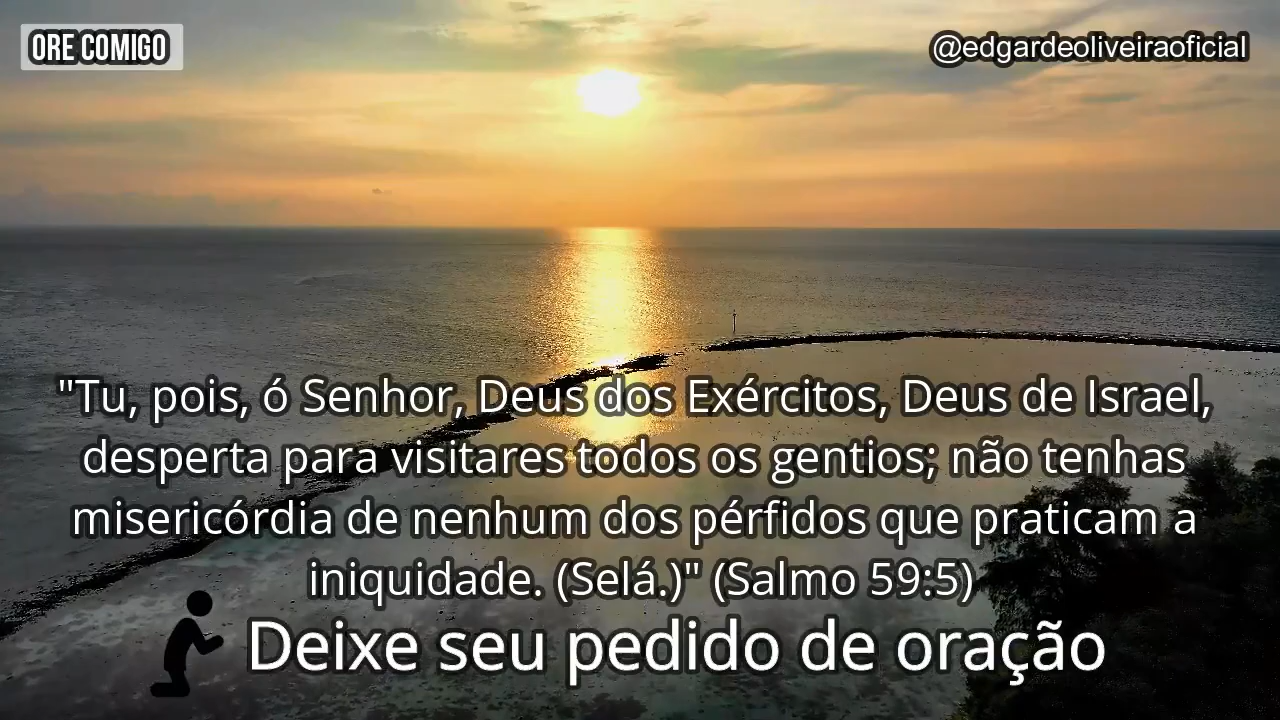 ORE COMIGO
@edgardeoliveiraoficial
"Tu, pois, ó Senhor, Deus dos Exércitos, Deus de Israel,
desperta para visitares todos os gentios; não tenhas
misericórdia de nenhum dos pérfidos que praticam a
iniquidade. (Selá.)" (Salmo 59:5)
Deixe seu pedido de oração